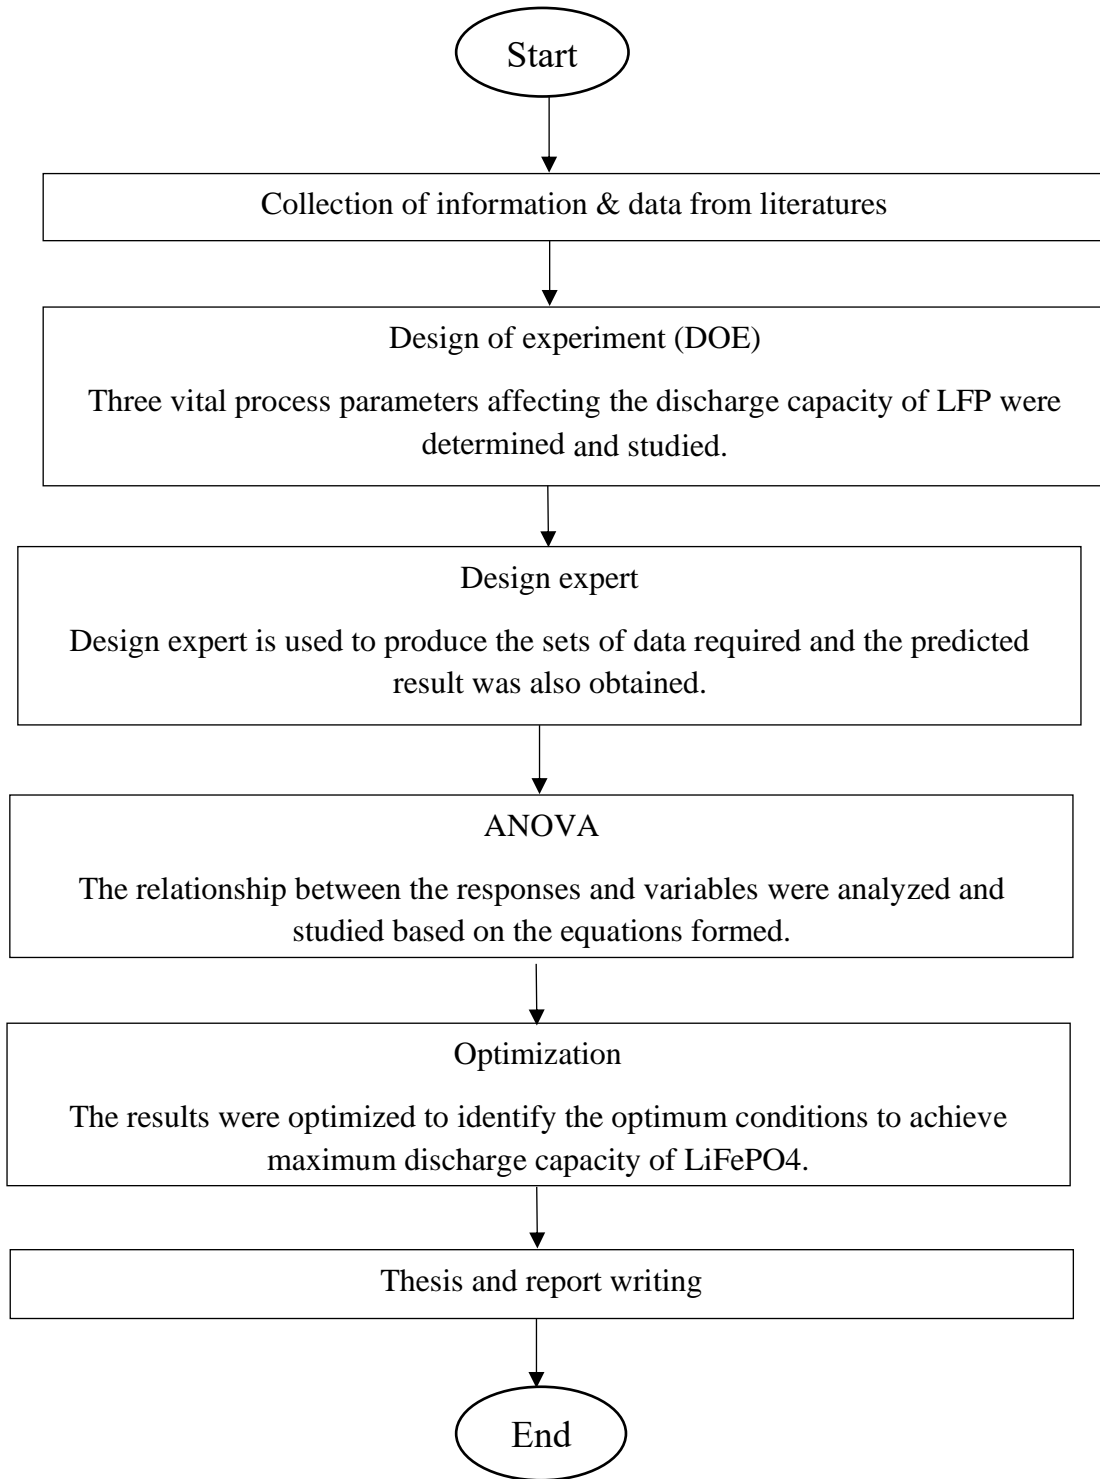 Start
Collection of information & data from literatures
Design of experiment (DOE)
Three vital process parameters affecting the discharge capacity of LFP were
determined and studied.
Design expert
Design expert is used to produce the sets of data required and the predicted
result was also obtained.
ANOVA
The relationship between the responses and variables were analyzed and
studied based on the equations formed.
Optimization
The results were optimized to identify the optimum conditions to achieve
maximum discharge capacity of LiFePO4.
Thesis and report writing
End